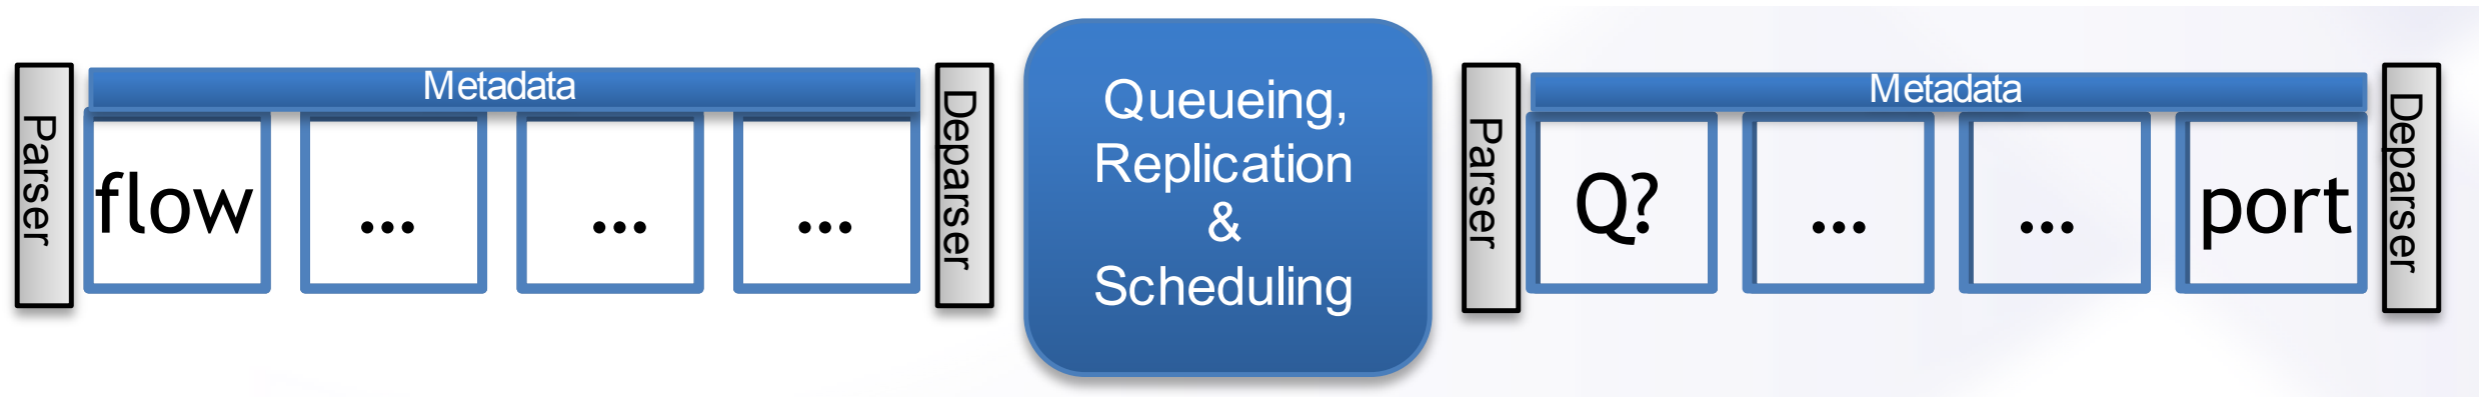 Parser
Metadata
flow
...
...
...
Deparser
Queueing,
Replication
&
Scheduling
Parser
Metadata
Q?
...
...
port
Deparser